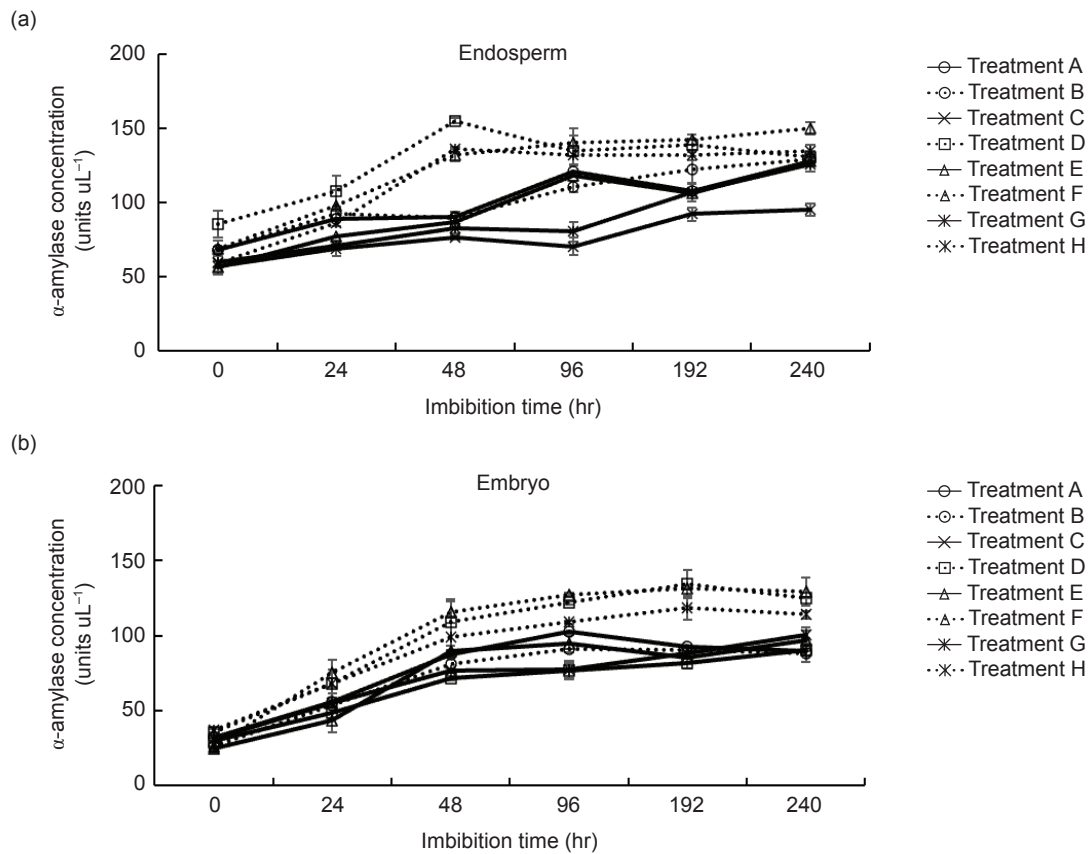 (a)
Endosperm
α-amylase concentration
(units uL⁻¹)
200
150
100
50
0
0 24 48 96 192 240
Imbibition time (hr)
Treatment A
Treatment B
Treatment C
Treatment D
Treatment E
Treatment F
Treatment G
Treatment H
(b)
Embryo
α-amylase concentration
(units uL⁻¹)
200
150
100
50
0
0 24 48 96 192 240
Imbibition time (hr)
Treatment A
Treatment B
Treatment C
Treatment D
Treatment E
Treatment F
Treatment G
Treatment H